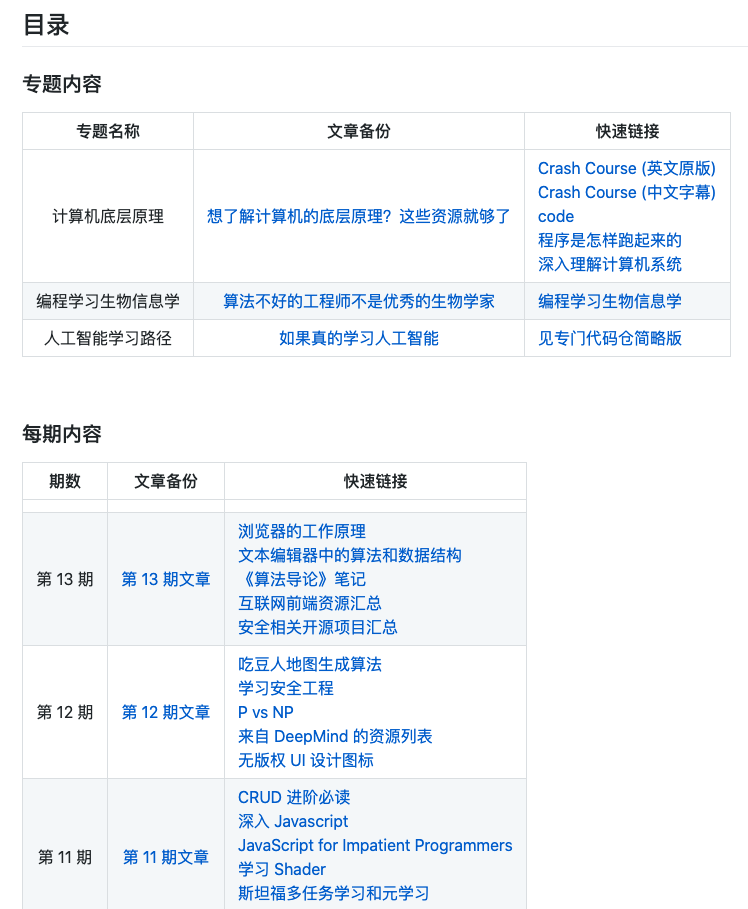 目录
专题内容
专题名称 文章备份 快速链接
计算机底层原理 想了解计算机的底层原理？这些资源就够了 Crash Course (英文原版)
Crash Course (中文字幕)
code
程序是怎样跑起来的
深入理解计算机系统
编程学习生物信息学 算法不好的工程师不是优秀的生物学家 编程学习生物信息学
人工智能学习路径 如果真的学习人工智能 见专门代码仓简略版
每期内容
期数 文章备份 快速链接
第 13 期 第 13 期文章 浏览器的工作原理
文本编辑器中的算法和数据结构
《算法导论》笔记
互联网前端资源汇总
安全相关开源项目汇总
第 12 期 第 12 期文章 吃豆人地图生成算法
学习安全工程
P vs NP
来自 DeepMind 的资源列表
无版权 UI 设计图标
第 11 期 第 11 期文章 CRUD 进阶必读
深入 Javascript
JavaScript for Impatient Programmers
学习 Shader
斯坦福多任务学习和元学习